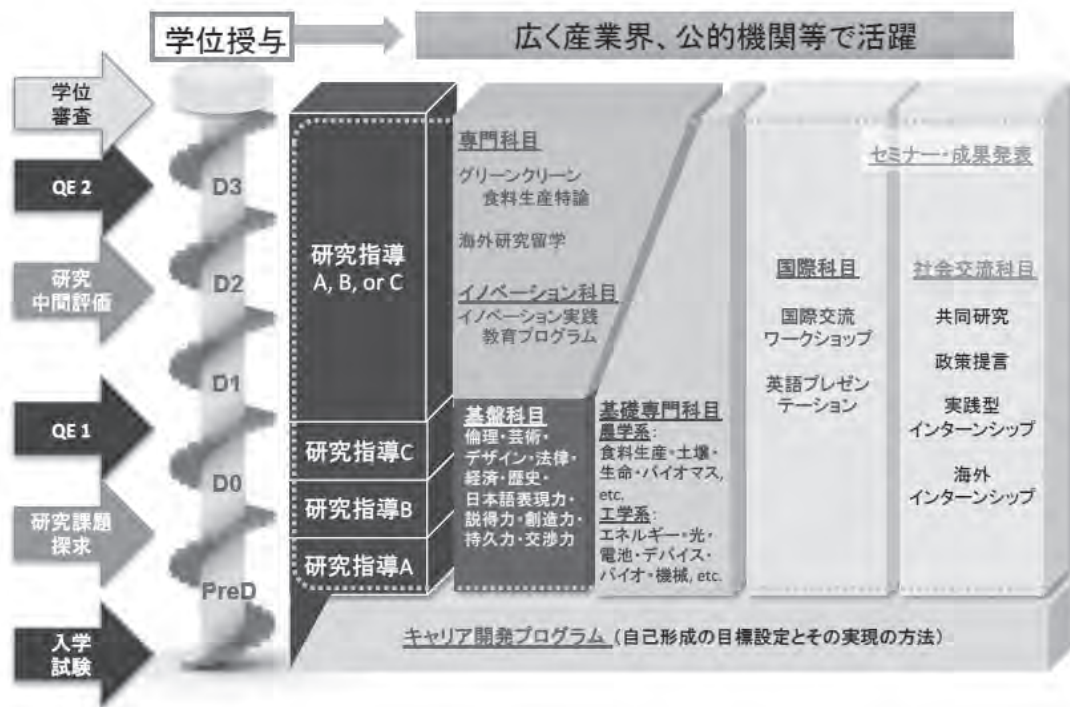 学位授与
広く産業界、公的機関等で活躍
学位
審査
QE 2
研究
中間評価
QE 1
研究課題
探求
入学
試験
D3
D2
D1
D0
PreD
研究指導
A, B, or C
研究指導C
研究指導B
研究指導A
専門科目
グリーンクリーン
食料生産特論
海外研究留学
イノベーション科目
イノベーション実践
教育プログラム
基盤科目
倫理・芸術・
デザイン・法律・
経済・歴史・
日本語表現力・
説得力・創造力・
持久力・交渉力
基礎専門科目
農学系:
食料生産・土壌・
生命・バイオマス,
etc.
工学系:
エネルギー・光・
電池・デバイス・
バイオ・機械, etc.
国際科目
国際交流
ワークショップ
英語プレゼン
テーション
セミナー・成果発表
社会交流科目
共同研究
政策提言
実践型
インターンシップ
海外
インターンシップ
キャリア開発プログラム (自己形成の目標設定とその実現の方法)